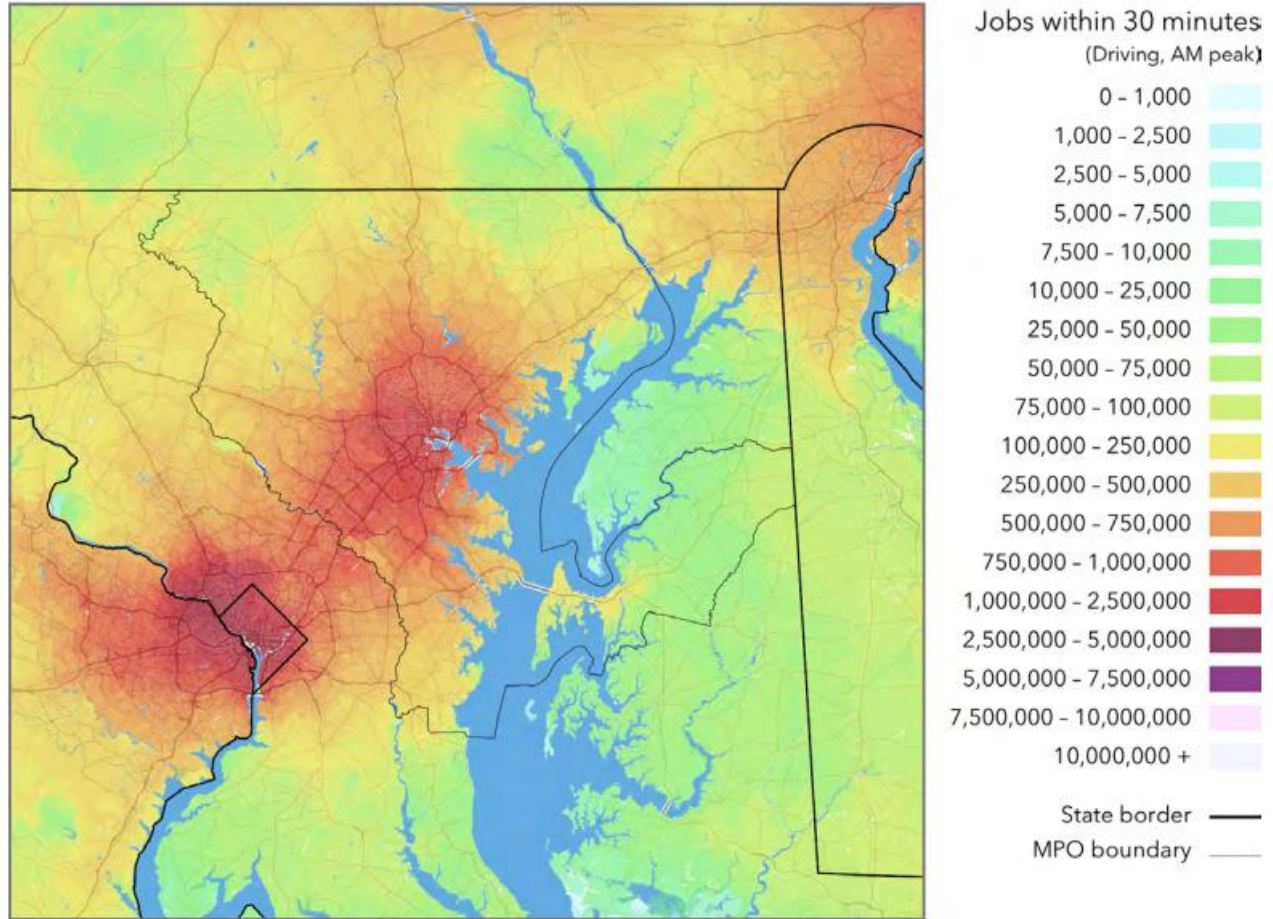 Jobs within 30 minutes
(Driving, AM peak)
0 – 1,000
1,000 – 2,500
2,500 – 5,000
5,000 – 7,500
7,500 – 10,000
10,000 – 25,000
25,000 – 50,000
50,000 – 75,000
75,000 – 100,000
100,000 – 250,000
250,000 – 500,000
500,000 – 750,000
750,000 – 1,000,000
1,000,000 – 2,500,000
2,500,000 – 5,000,000
5,000,000 – 7,500,000
7,500,000 – 10,000,000
10,000,000 +
State border
MPO boundary